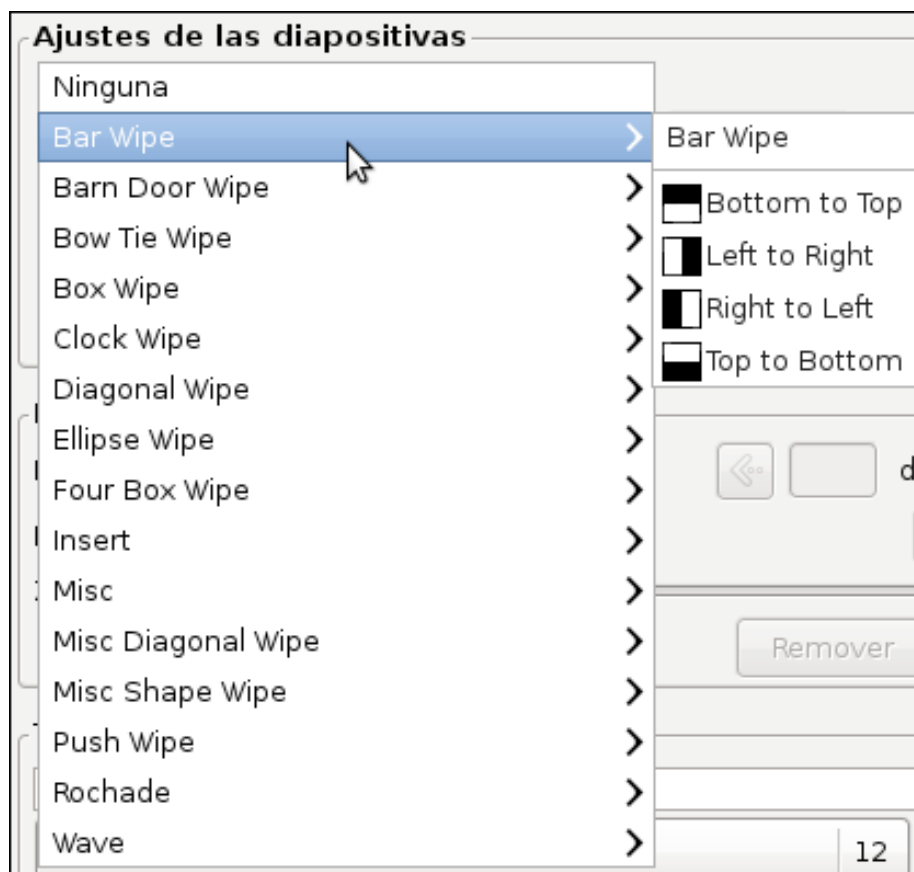 Ajustes de las diapositivas
Ninguna
Bar Wipe
Bar Wipe
Barn Door Wipe
Bottom to Top
Bow Tie Wipe
Left to Right
Box Wipe
Right to Left
Clock Wipe
Top to Bottom
Diagonal Wipe
Ellipse Wipe
Four Box Wipe
Insert
Misc
Misc Diagonal Wipe
Remover
Misc Shape Wipe
Push Wipe
Rochade
Wave
12